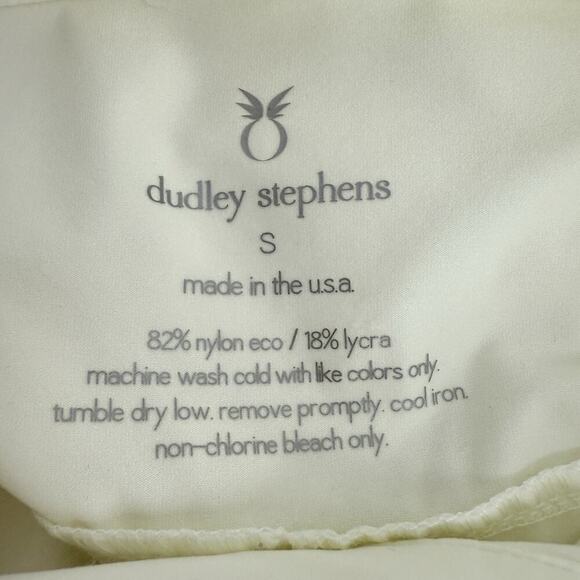 dudley stephens
S
made in the u.s.a.
82% nylon eco / 18% lycra
machine wash cold with like colors only.
tumble dry low. remove promptly. cool iron.
non-chlorine bleach only.